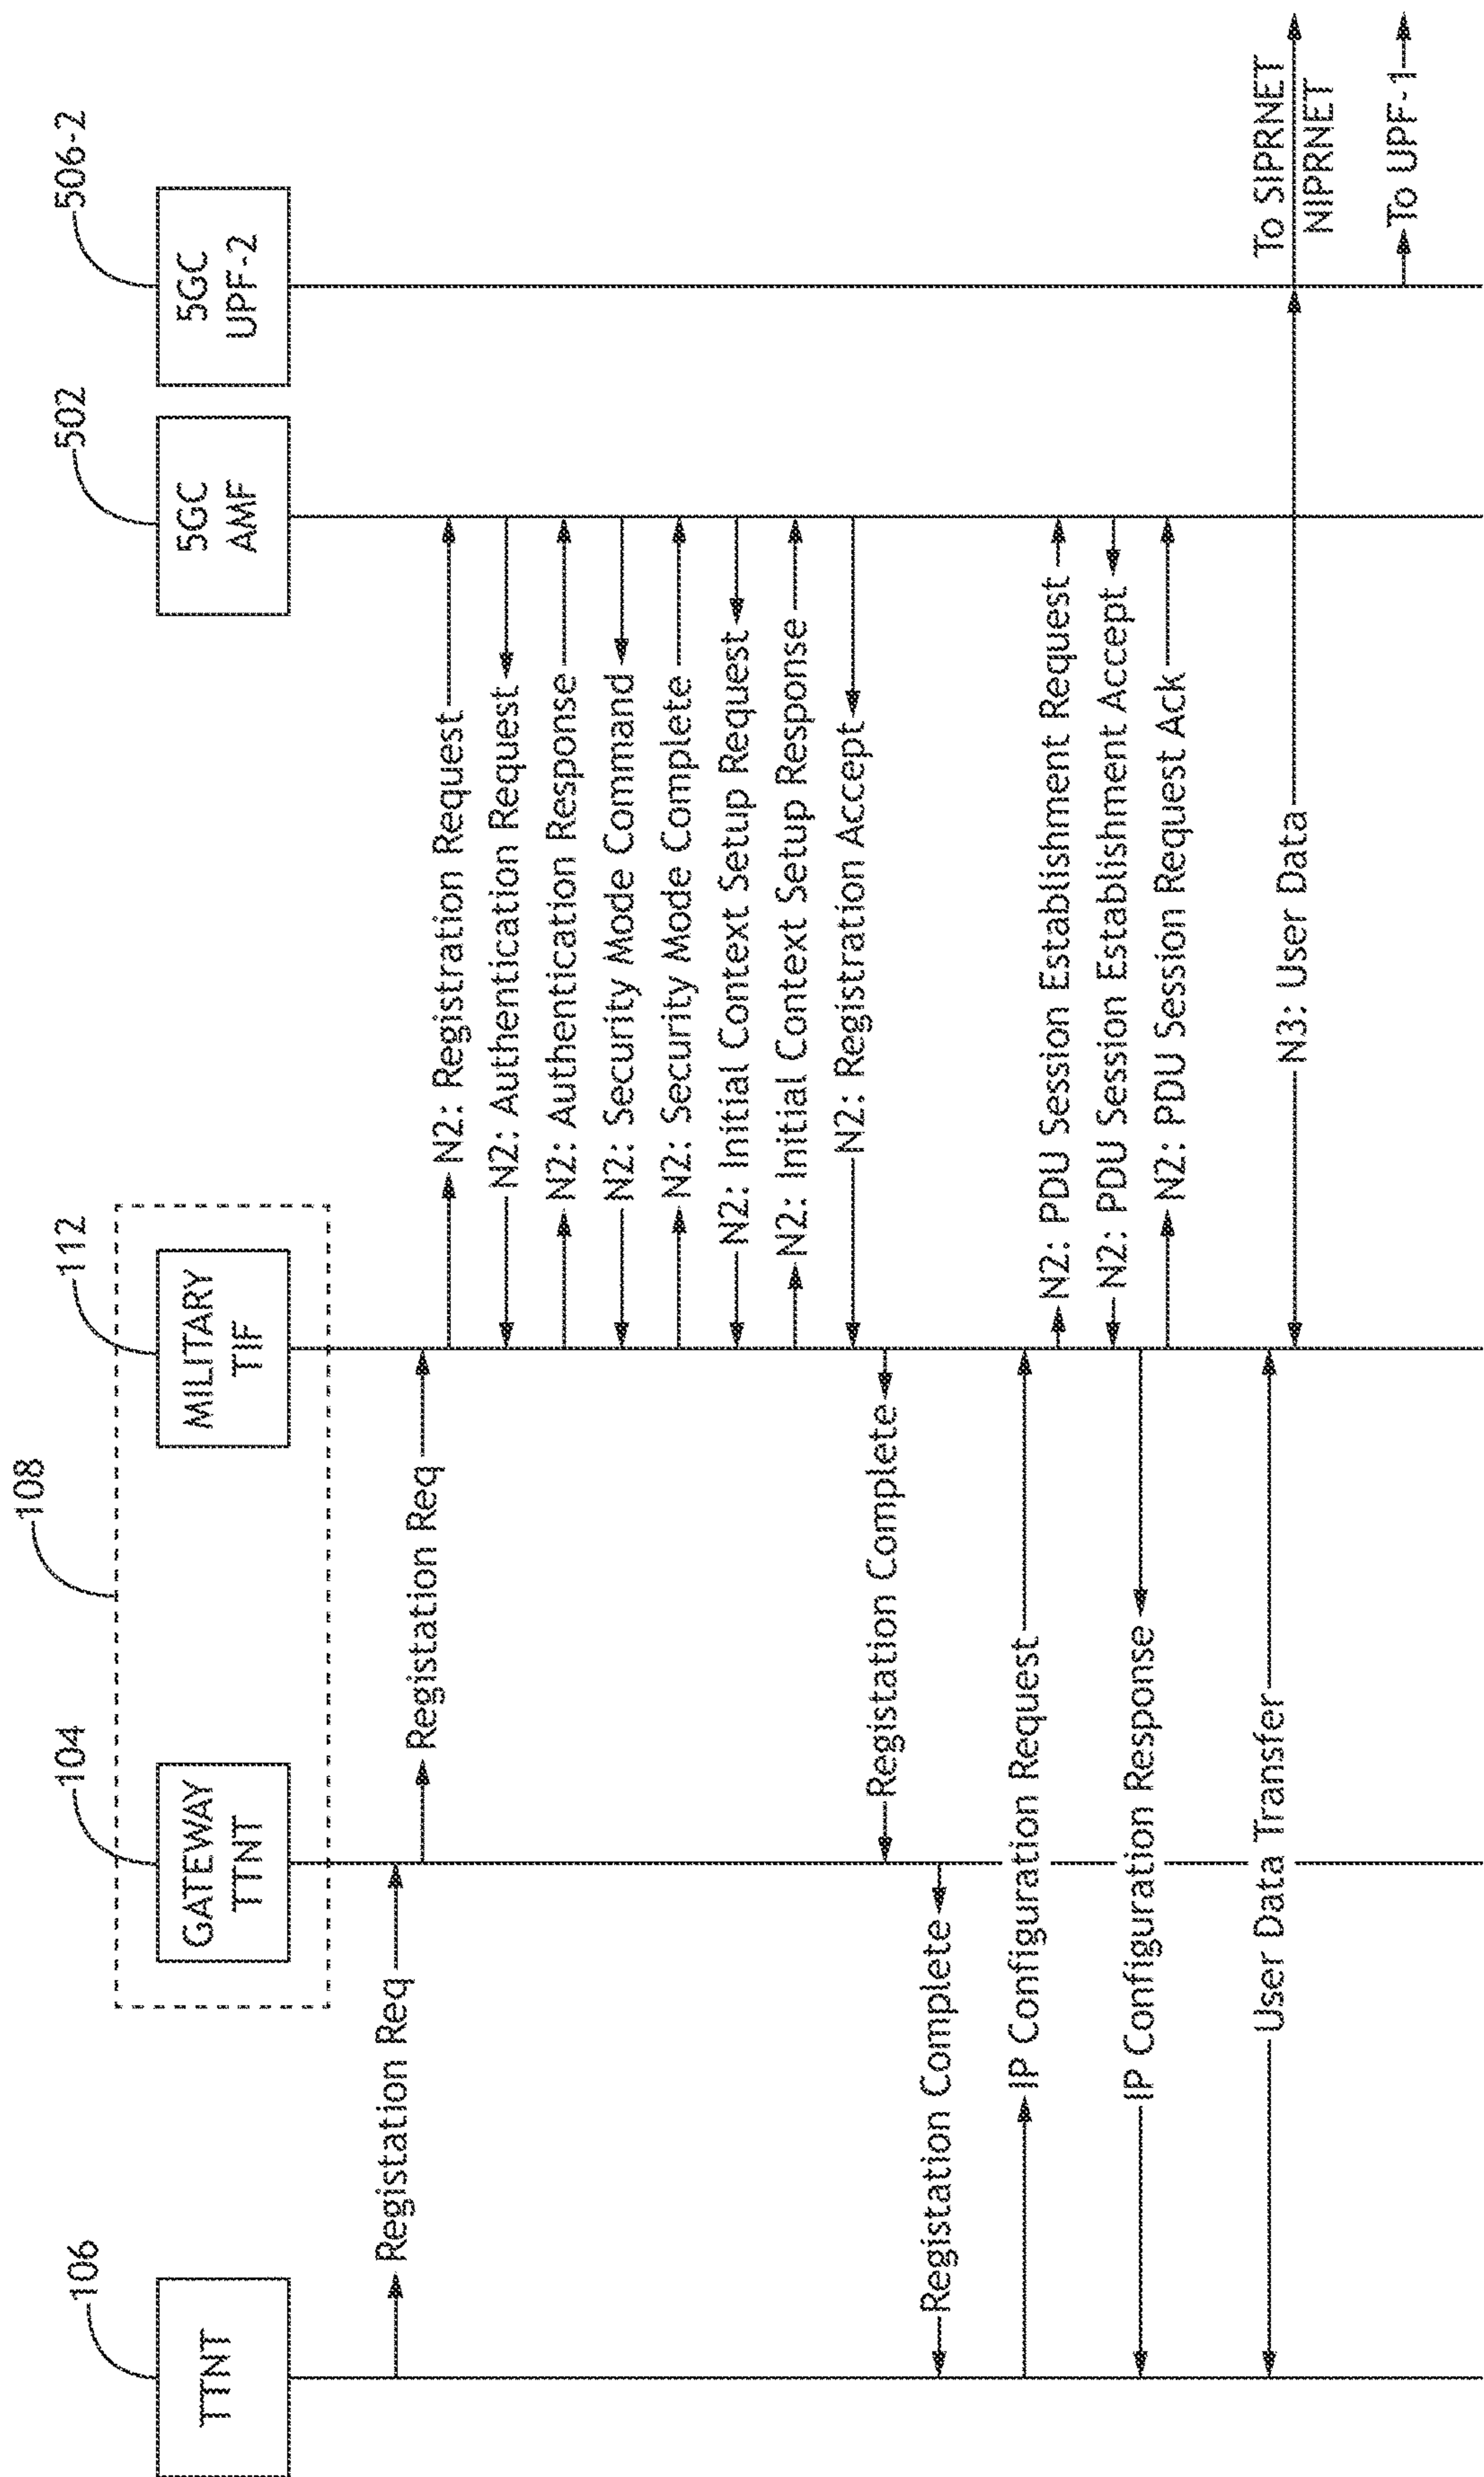 108
106
104
112
502
506-2
TTNT
GATEWAY
TTNT
MILITARY
TIF
5GC
AMF
5GC
UPF-2
Registation Req
Registation Req
N2: Registration Request
N2: Authentication Request
N2: Authentication Response
N2: Security Mode Command
N2: Security Mode Complete
N2: Initial Context Setup Request
N2: Initial Context Setup Response
N2: Registration Accept
Registation Complete
Registation Complete
IP Configuration Request
N2: PDU Session Establishment Request
N2: PDU Session Establishment Accept
IP Configuration Response
N2: PDU Session Request Ack
User Data Transfer
N3: User Data
To SIPRNET
NIPRNET
To UPF-1